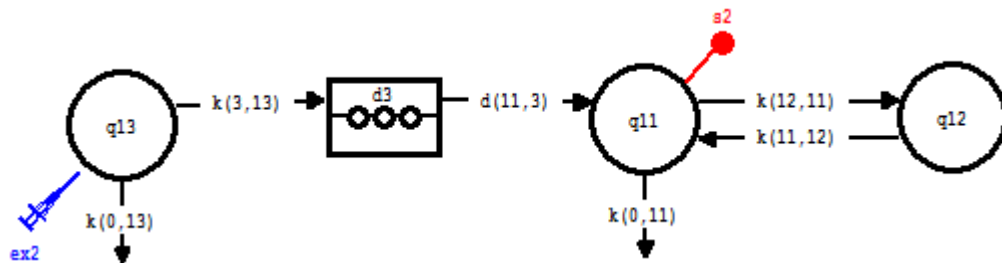 s2
d3
k(3,13)
d(11,3)
k(12,11)
q13
q11
q12
k(11,12)
k(0,13)
k(0,11)
ex2